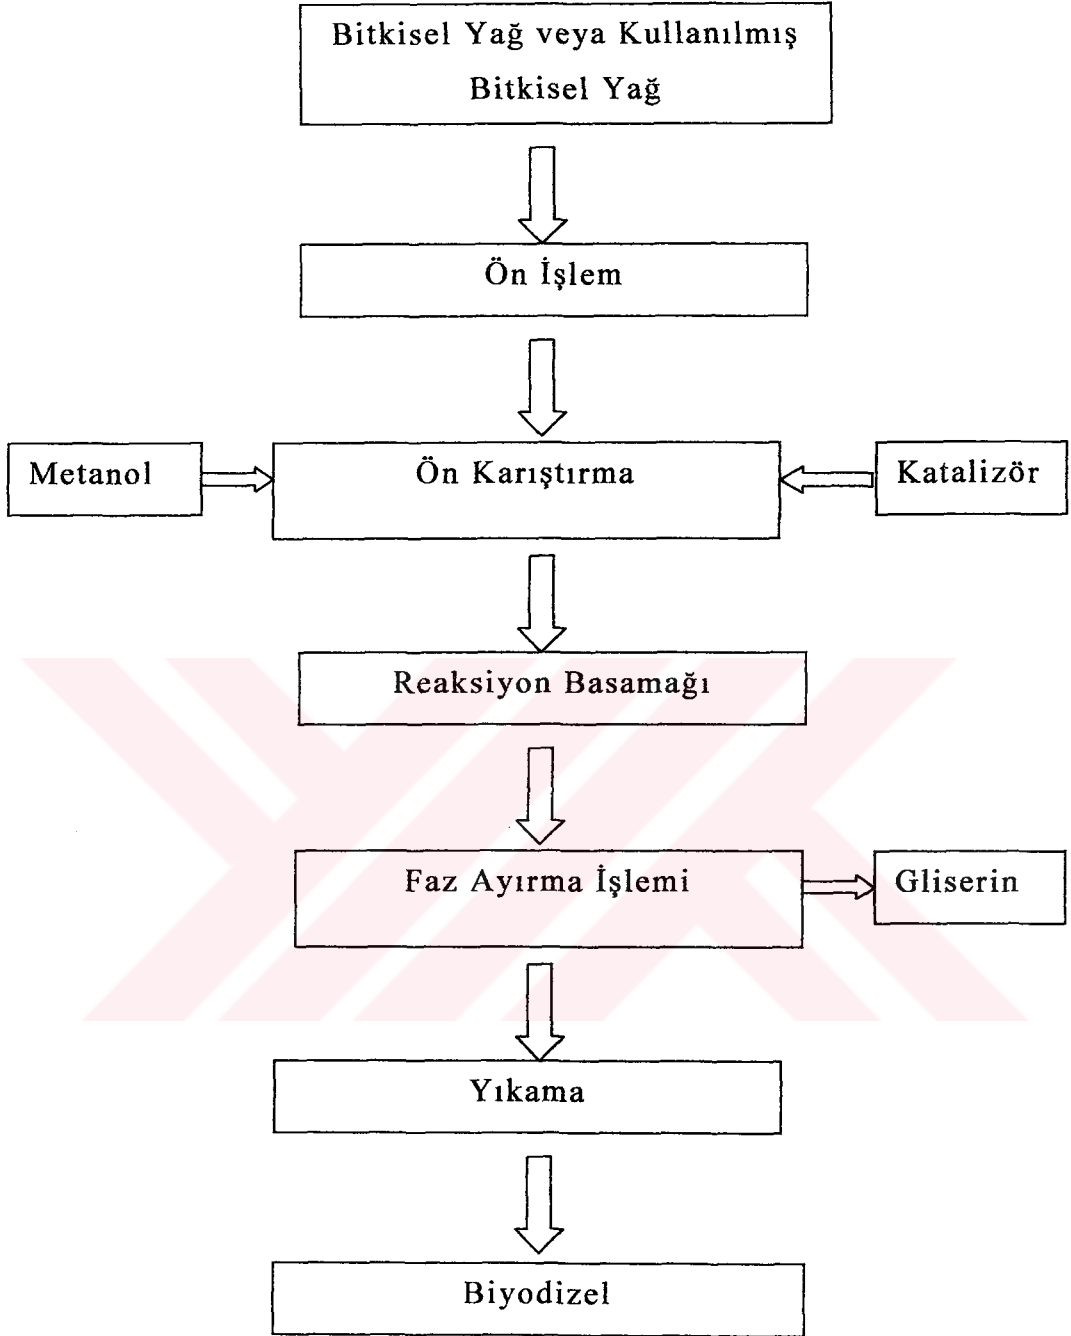 Bitkisel Yağ veya Kullanılmış
Bitkisel Yağ
Ön İşlem
Metanol
Ön Karıştırma
Katalizör
Reaksiyon Basamağı
Faz Ayırma İşlemi
Gliserin
Yıkama
Biyodizel